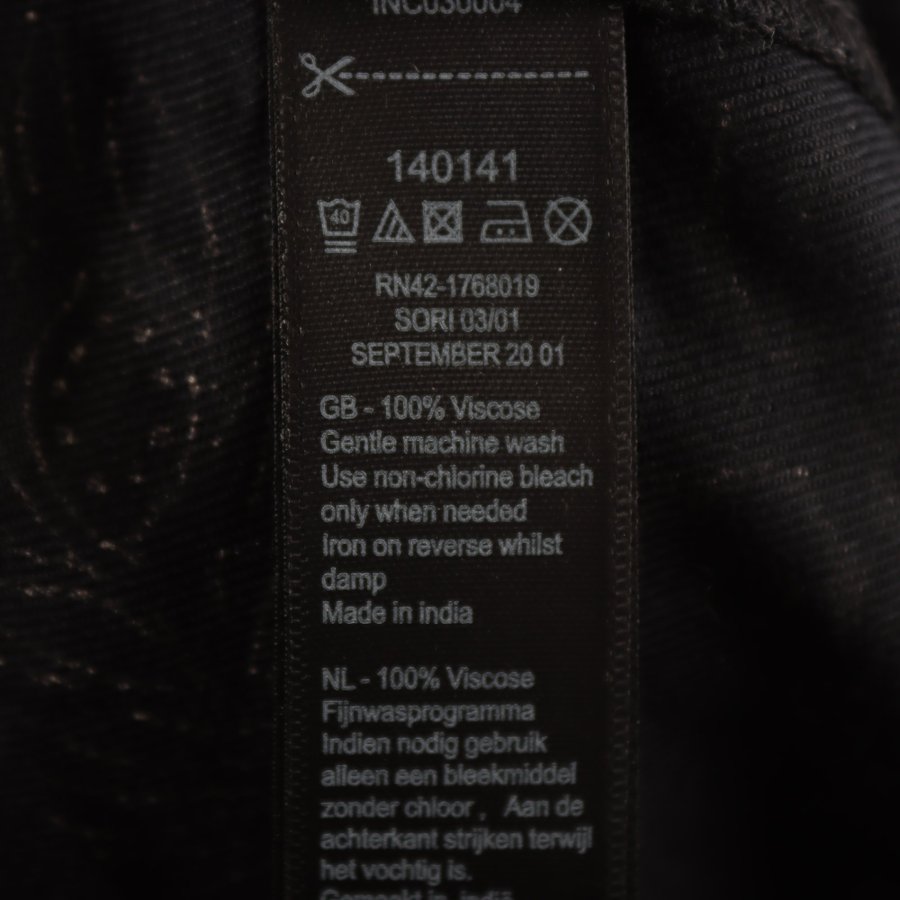 INC030004
140141
40
RN42-1768019
SORI 03/01
SEPTEMBER 20 01
GB - 100% Viscose
Gentle machine wash
Use non-chlorine bleach
only when needed
Iron on reverse whilst
damp
Made in india
NL - 100% Viscose
Fijnwasprogramma
Indien nodig gebruik
alleen een bleekmiddel
zonder chloor , Aan de
achterkant strijken terwijl
het vochtig is.